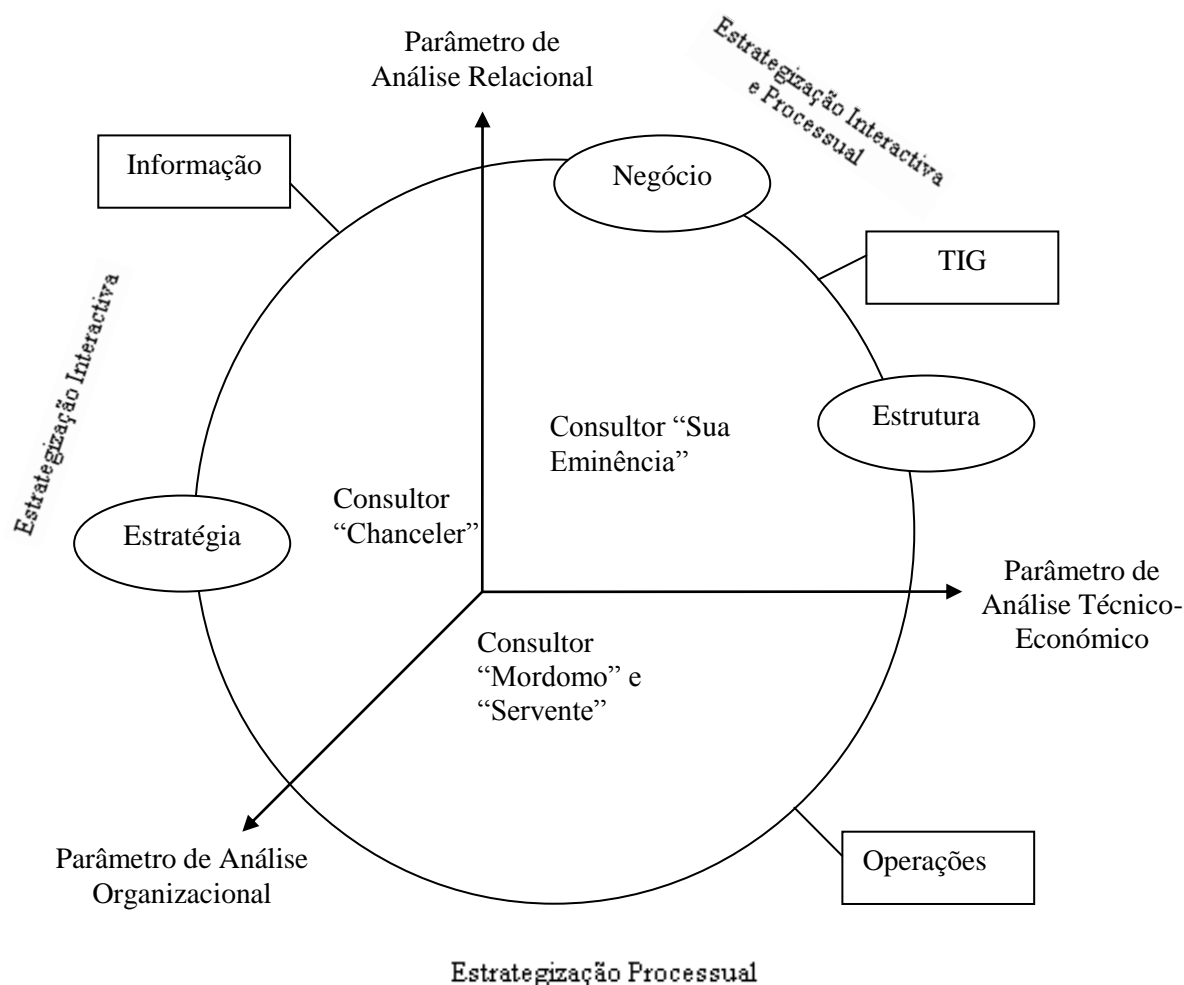 Parâmetro de
Análise Relacional
Estrategização Interactiva
e Processual
Informação
Negócio
TIG
Estrategização Interactiva
Consultor “Sua
Eminência”
Estrutura
Consultor
“Chanceler”
Estratégia
Parâmetro de
Análise Técnico-
Económico
Consultor
“Mordomo” e
“Servente”
Parâmetro de Análise
Organizacional
Operações
Estrategização Processual